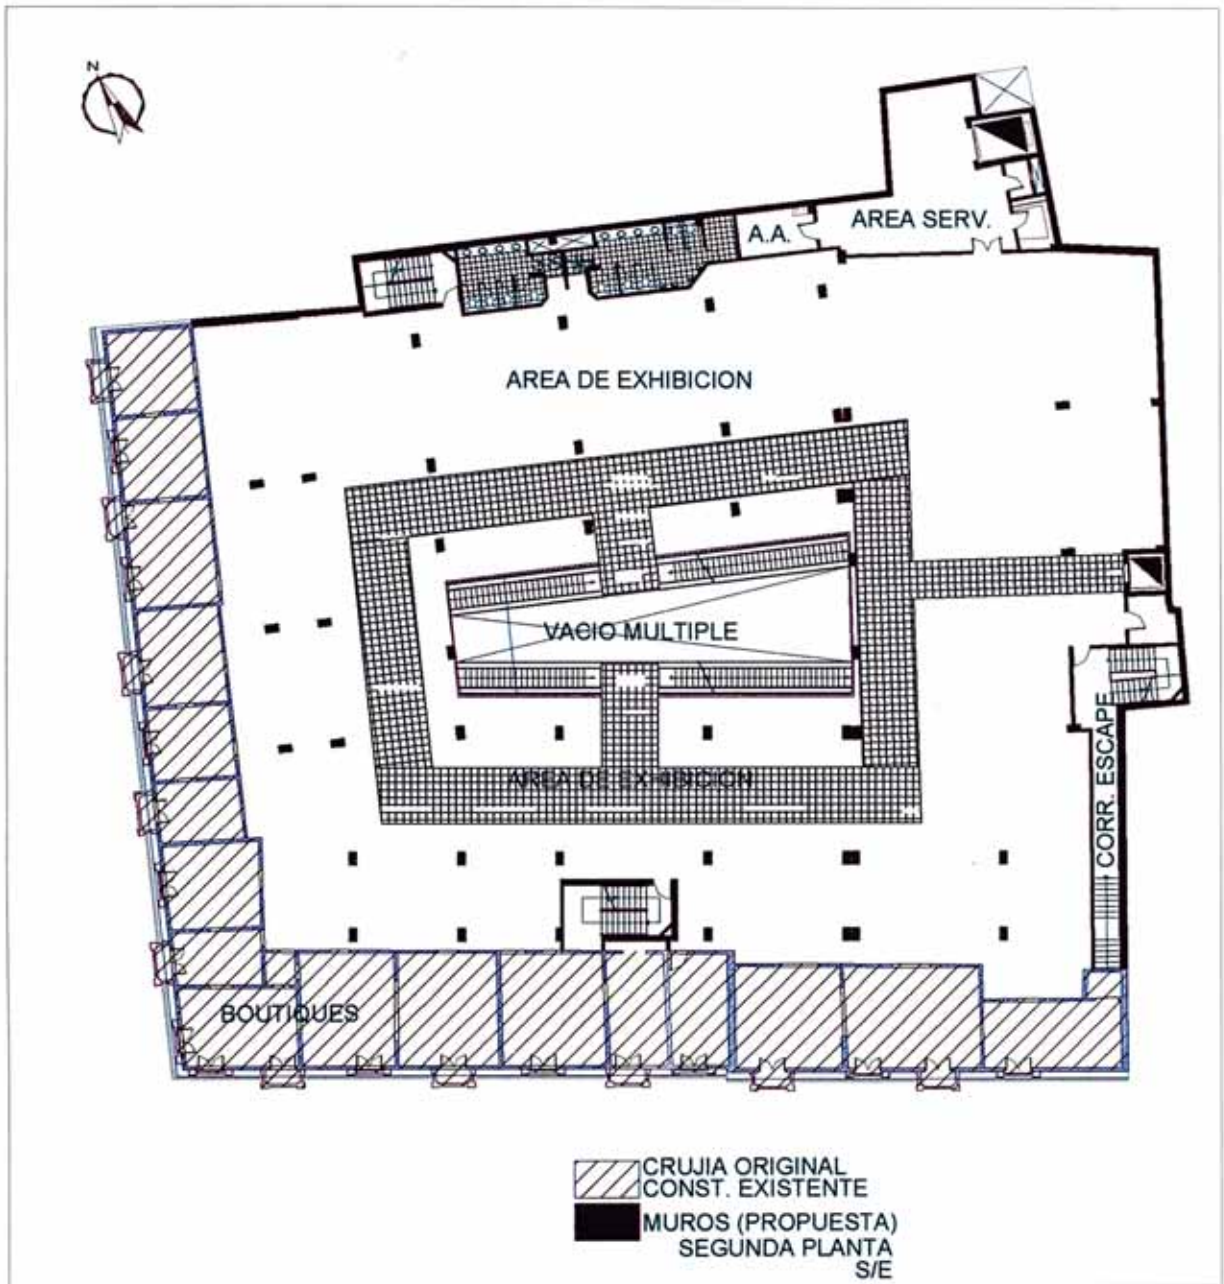 N
AREA SERV.
A.A.
AREA DE EXHIBICION
VACIO MULTIPLE
AREA DE EXHIBICION
CORR. ESCAPE
BOUTIQUES
CRUJIA ORIGINAL
CONST. EXISTENTE
MUROS (PROPUESTA)
SEGUNDA PLANTA
S/E